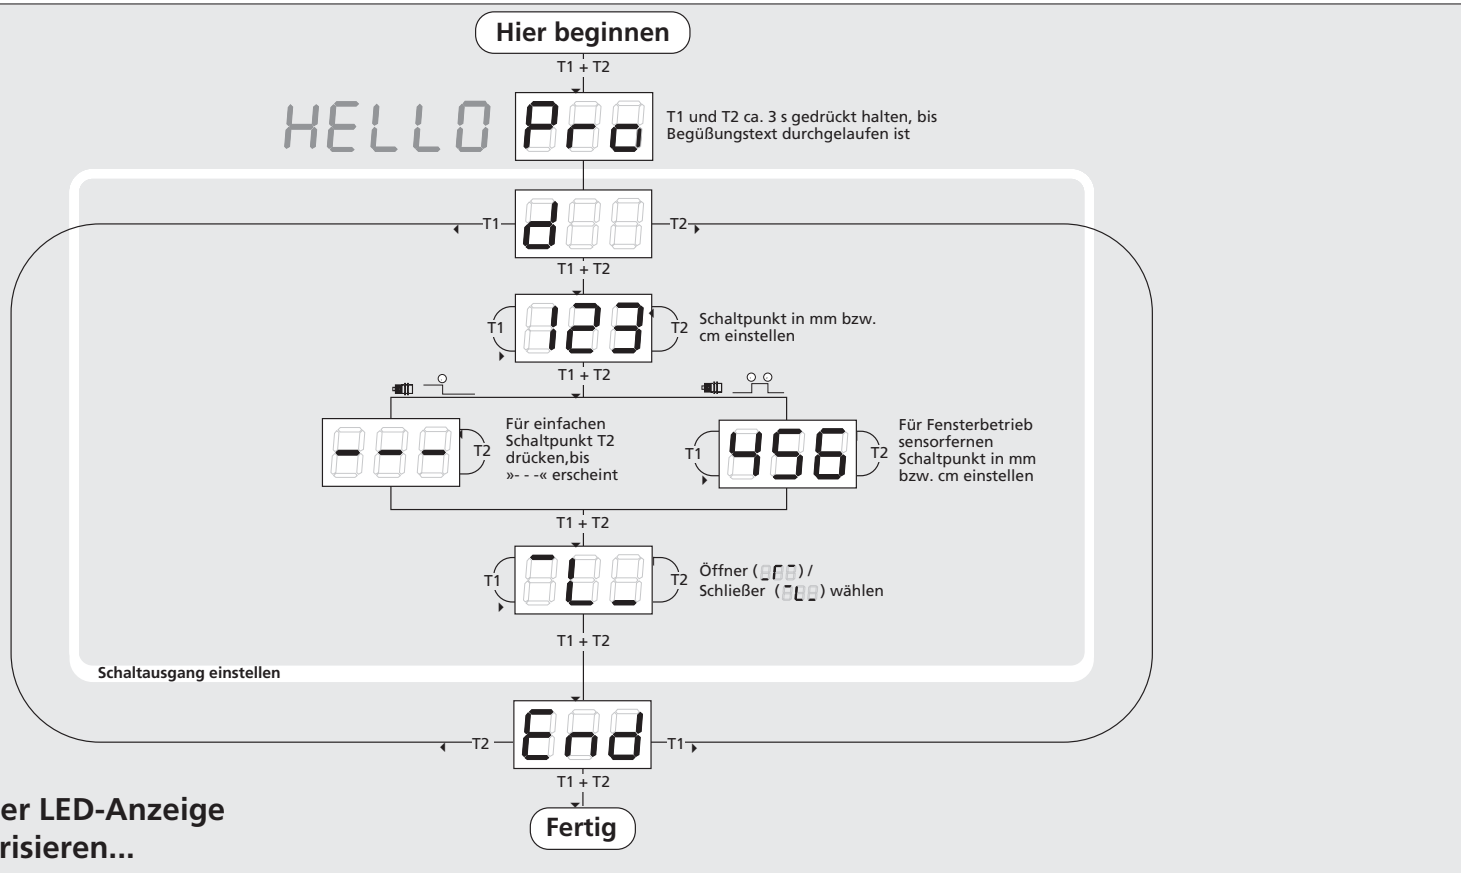 Hier beginnen
T1 + T2
HELLO
Pro
T1 und T2 ca. 3 s gedrückt halten, bis
Begüßungstext durchgelaufen ist
T1
d
T2
T1 + T2
T1
123
T2
Schaltpunkt in mm bzw.
cm einstellen
T1 + T2
- - -
T2
Für einfachen
Schaltpunkt T2
drücken,bis
»- - -« erscheint
T1
456
T2
Für Fensterbetrieb
sensorfernen
Schaltpunkt in mm
bzw. cm einstellen
T1 + T2
T1
T2
Öffner ( ) /
Schließer ( ) wählen
T1 + T2
Schaltausgang einstellen
T2
End
T1
T1 + T2
Fertig
er LED-Anzeige
risieren...